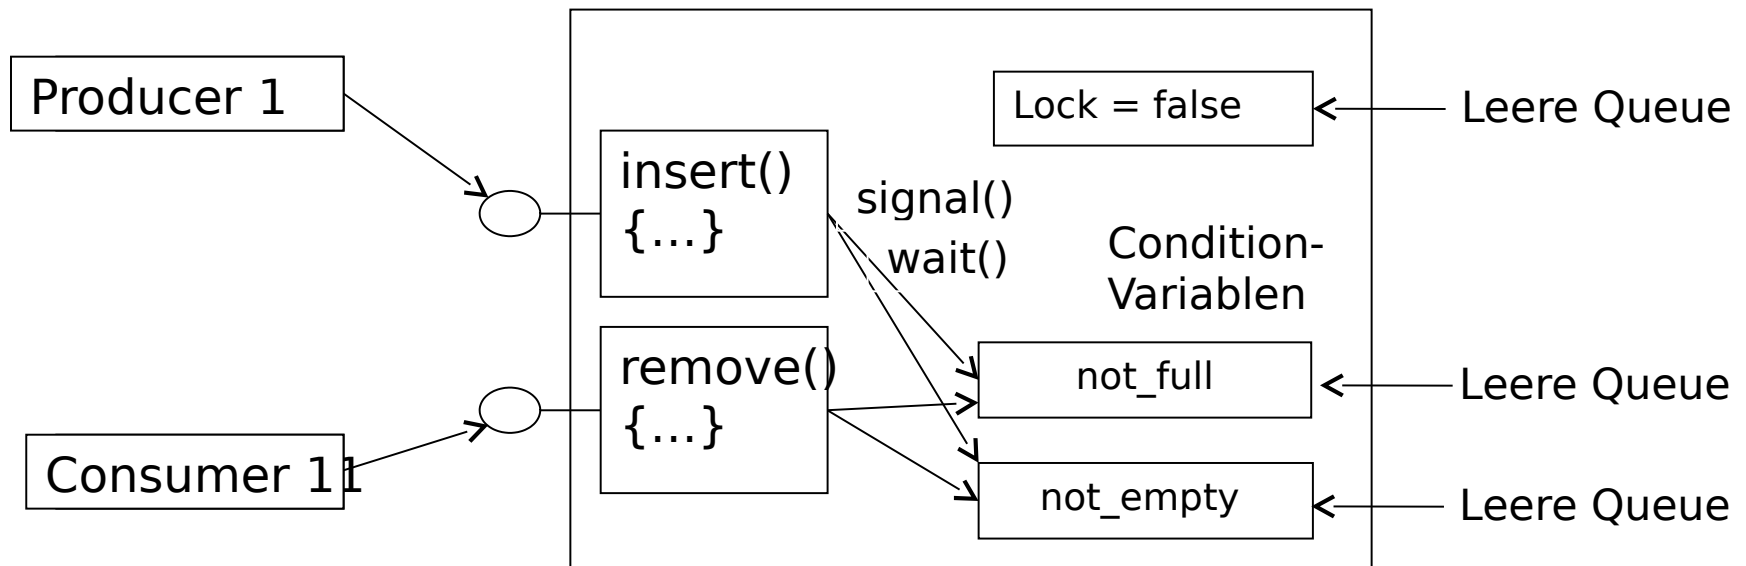 Producer 1
Lock = false
Leere Queue
insert()
{...}
signal()
wait()
Condition-
Variablen
remove()
{...}
not_full
Leere Queue
Consumer 11
not_empty
Leere Queue